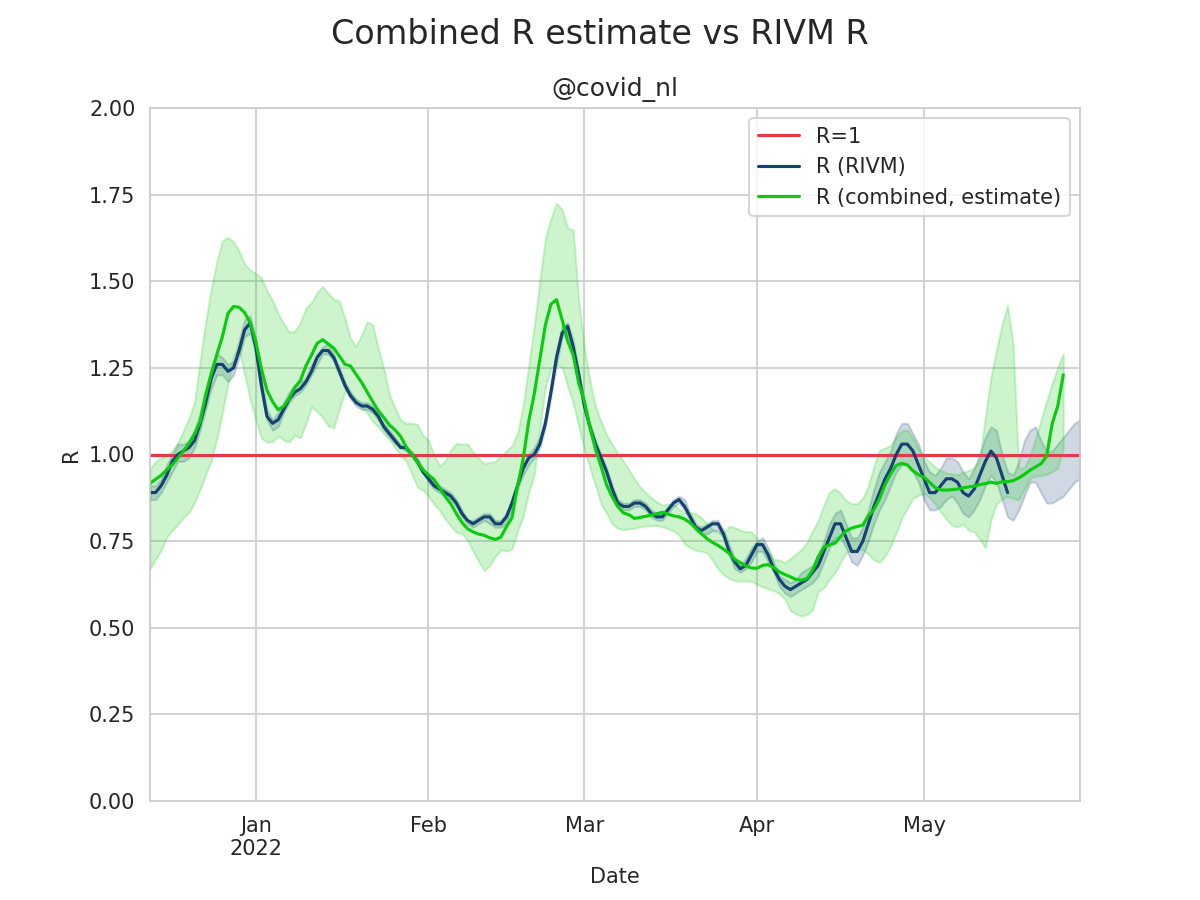 Combined R estimate vs RIVM R
@covid_nl
2.00
1.75
1.50
1.25
1.00
0.75
0.50
0.25
0.00
R
R=1
R (RIVM)
R (combined, estimate)
Jan
2022
Feb
Mar
Apr
May
Date